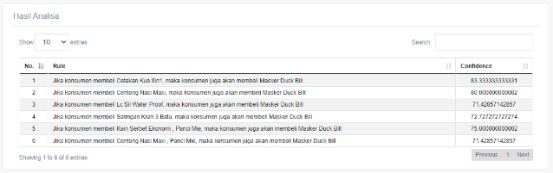 Hasil Analisa
Show 10 entries Search:
No. Rule Confidence
1 Jika konsumen membeli Cetakan Kue 8in1, maka konsumen juga akan membeli Masker Duck Bill 83.333333333331
2 Jika konsumen membeli Centong Nasi Maxi, maka konsumen juga akan membeli Masker Duck Bill 80.000000000002
3 Jika konsumen membeli Lc Sil Water Proof, maka konsumen juga akan membeli Masker Duck Bill 71.42857142857
4 Jika konsumen membeli Saringan Kran 3 Batu, maka konsumen juga akan membeli Masker Duck Bill 72.727272727274
5 Jika konsumen membeli Kain Serbet Ekonomi , Panci Mie, maka konsumen juga akan membeli Masker Duck Bill 75.000000000002
6 Jika konsumen membeli Centong Nasi Maxi , Panci Mie, maka konsumen juga akan membeli Masker Duck Bill 71.42857142857
Showing 1 to 6 of 6 entries Previous 1 Next